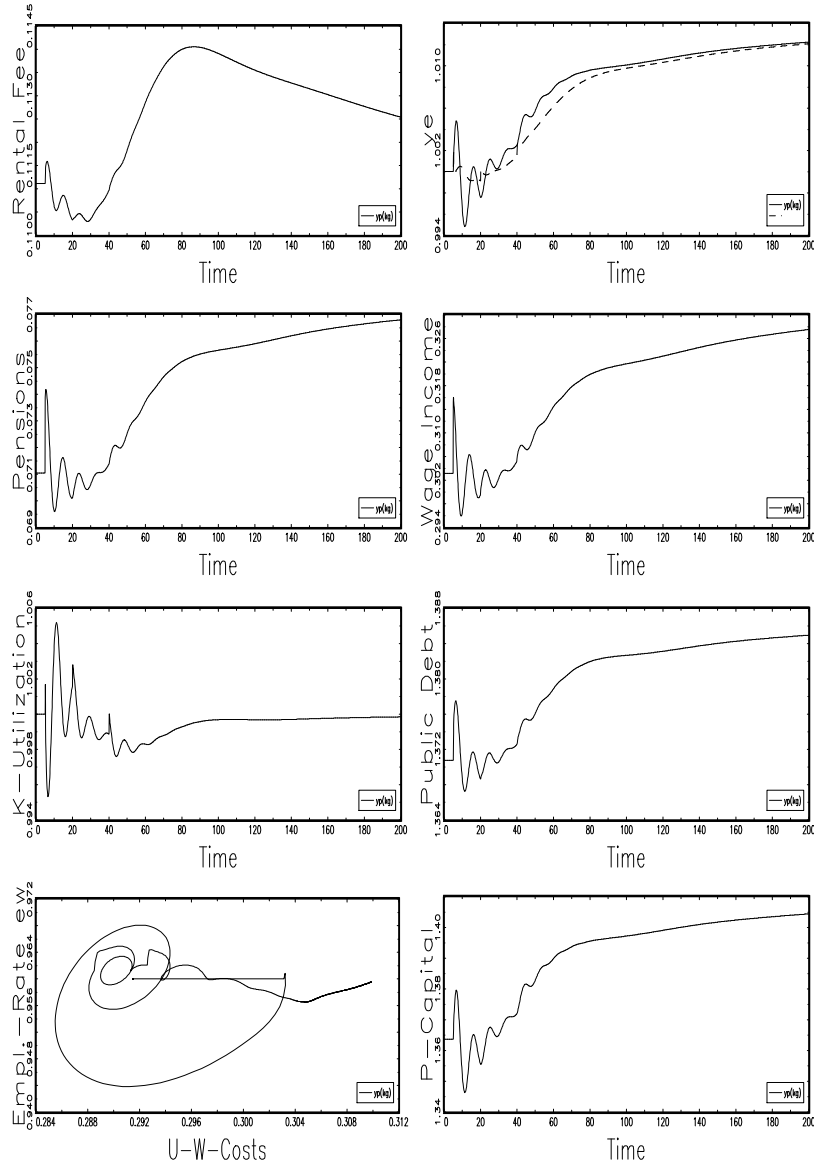 Rental Fee
0.1100 0.1115 0.1130 0.1145
0 20 40 60 80 100 120 140 160 180 200
Time
yp(kg)
ye
0.994 1.002 1.010
0 20 40 60 80 100 120 140 160 180 200
Time
yp(kg)
Pensions
0.069 0.071 0.073 0.075 0.077
0 20 40 60 80 100 120 140 160 180 200
Time
yp(kg)
Wage Income
0.294 0.302 0.310 0.318 0.326
0 20 40 60 80 100 120 140 160 180 200
Time
yp(kg)
K-Utilization
0.994 0.998 1.002 1.006
0 20 40 60 80 100 120 140 160 180 200
Time
yp(kg)
Public Debt
1.364 1.372 1.380 1.388
0 20 40 60 80 100 120 140 160 180 200
Time
yp(kg)
Empl.-Rate ew
0.940 0.948 0.956 0.964 0.972
0.284 0.288 0.292 0.296 0.300 0.304 0.308 0.312
U-W-Costs
yp(kg)
P-Capital
1.34 1.36 1.38 1.40
0 20 40 60 80 100 120 140 160 180 200
Time
yp(kg)